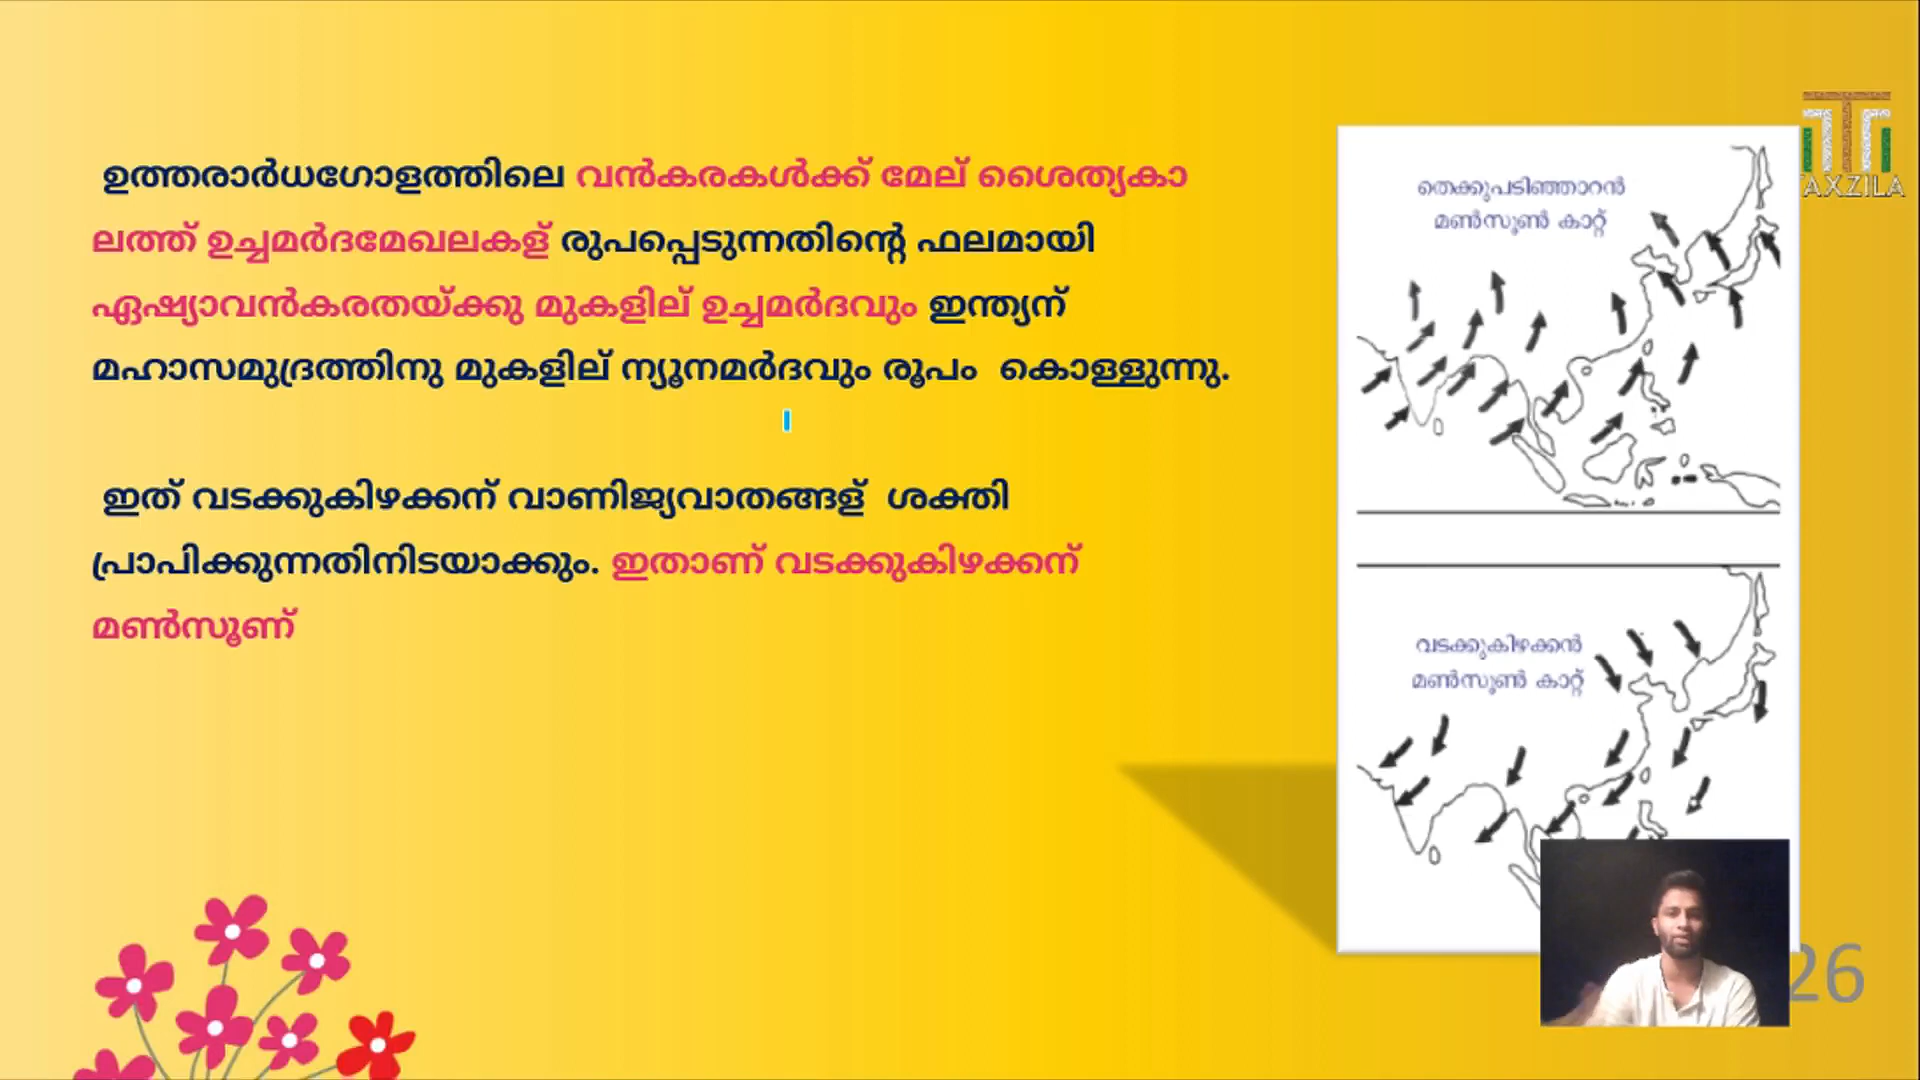 ഉത്തരാർധഗോളത്തിലെ വൻകരകൾക്ക് മേല് ശൈത്യകാ
ലത്ത് ഉച്ചമർദമേഖലകള് രുപപ്പെടുന്നതിന്റെ ഫലമായി
ഏഷ്യാവൻകരതയ്ക്കു മുകളില് ഉച്ചമർദവും ഇന്ത്യന്
മഹാസമുദ്രത്തിനു മുകളില് ന്യൂനമർദവും രൂപം കൊള്ളുന്നു.
ഇത് വടക്കുകിഴക്കന് വാണിജ്യവാതങ്ങള് ശക്തി
പ്രാപിക്കുന്നതിനിടയാക്കും. ഇതാണ് വടക്കുകിഴക്കന്
മൺസൂണ്
തെക്കുപടിഞ്ഞാറൻ
മൺസൂൺ കാറ്റ്
വടക്കുകിഴക്കൻ
മൺസൂൺ കാറ്റ്
TAXZILA
26